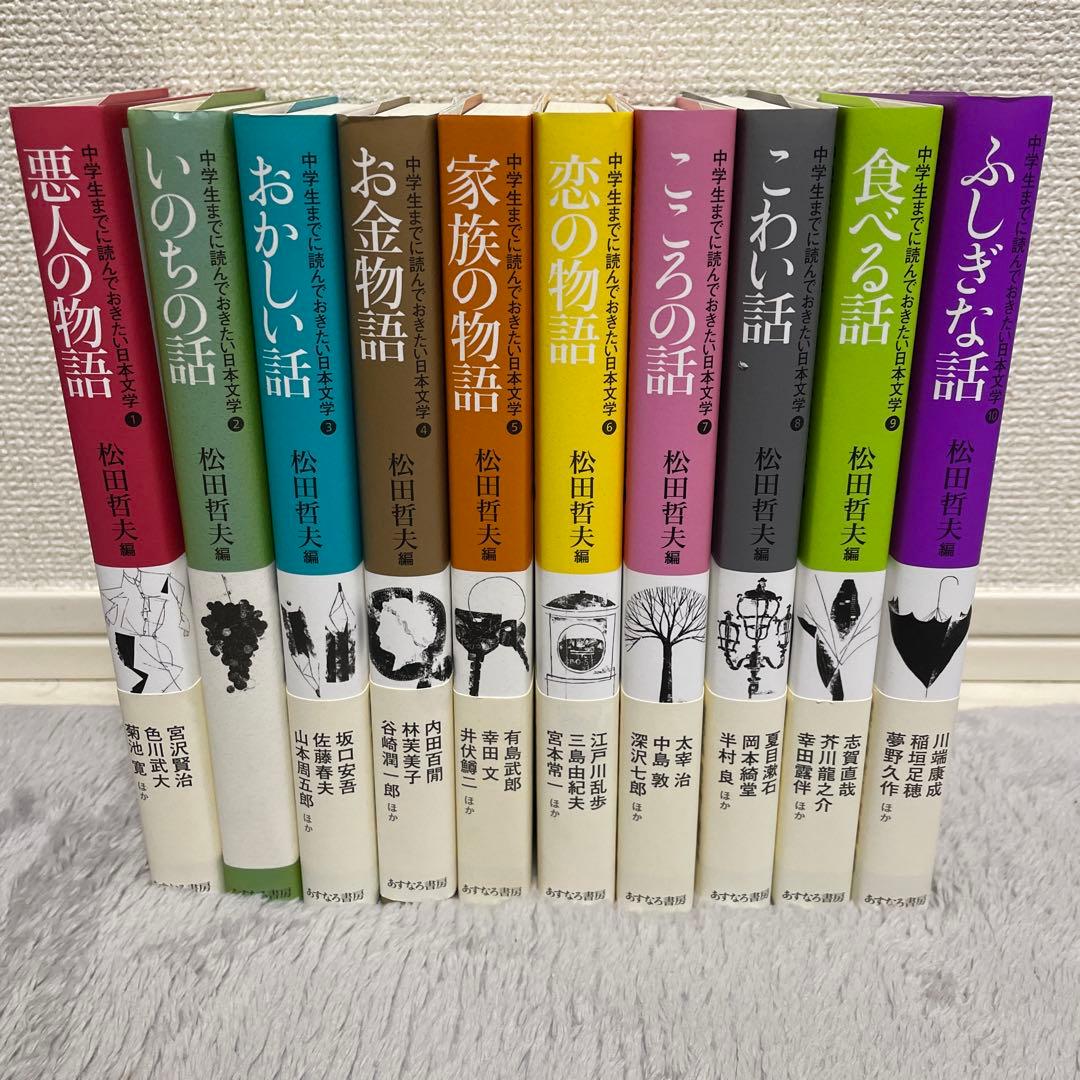 中学生までに読んでおきたい日本文学 1
悪人の物語
松田哲夫 編
宮沢賢治
色川武大
菊池 寛 ほか
中学生までに読んでおきたい日本文学 2
いのちの話
松田哲夫 編
あすなろ書房
中学生までに読んでおきたい日本文学 3
おかしい話
松田哲夫 編
坂口安吾
佐藤春夫
山本周五郎 ほか
あすなろ書房
中学生までに読んでおきたい日本文学 4
お金物語
松田哲夫 編
内田百閒
林芙美子
谷崎潤一郎 ほか
あすなろ書房
中学生までに読んでおきたい日本文学 5
家族の物語
松田哲夫 編
有島武郎
幸田 文
井伏鱒二 ほか
あすなろ書房
中学生までに読んでおきたい日本文学 6
恋の物語
松田哲夫 編
江戸川乱歩
三島由紀夫
宮本常一 ほか
あすなろ書房
中学生までに読んでおきたい日本文学 7
こころの話
松田哲夫 編
太宰 治
中島 敦
深沢七郎 ほか
あすなろ書房
中学生までに読んでおきたい日本文学 8
こわい話
松田哲夫 編
夏目漱石
岡本綺堂
半村 良 ほか
あすなろ書房
中学生までに読んでおきたい日本文学 9
食べる話
松田哲夫 編
志賀直哉
芥川龍之介
幸田露伴 ほか
あすなろ書房
中学生までに読んでおきたい日本文学 10
ふしぎな話
松田哲夫 編
川端康成
稲垣足穂
夢野久作 ほか
あすなろ書房